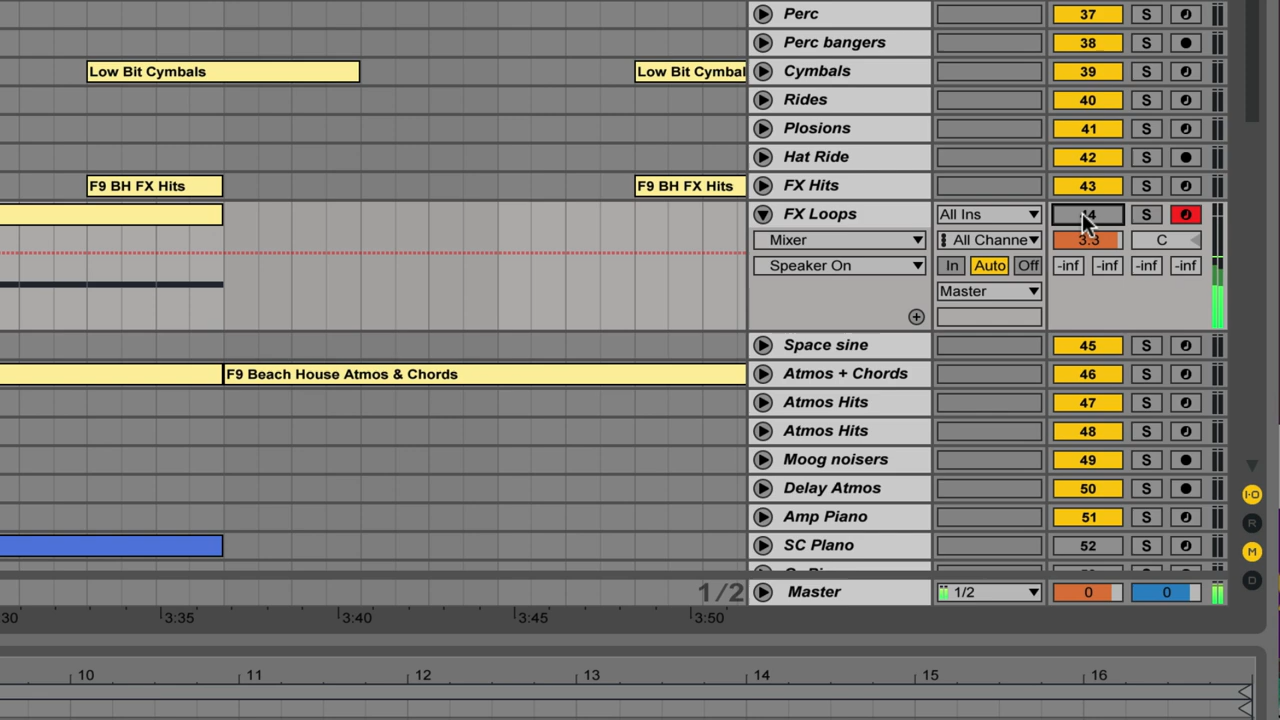 Perc 37 S
Perc bangers 38 S
Low Bit Cymbals Low Bit Cymbal Cymbals 39 S
Rides 40 S
Plosions 41 S
Hat Ride 42 S
F9 BH FX Hits F9 BH FX Hits FX Hits 43 S
FX Loops All Ins S
Mixer All Channe 3.3 C
Speaker On In Auto Off -inf -inf -inf -inf
Master
Space sine 45 S
F9 Beach House Atmos & Chords Atmos + Chords 46 S
Atmos Hits 47 S
Atmos Hits 48 S
Moog noisers 49 S
Delay Atmos 50 S
I·O
Amp Piano 51 S
R
SC PIano 52 S
M
D
1/2 Master 1/2 0 0
:30 3:35 3:40 3:45 3:50
10 11 12 13 14 15 16